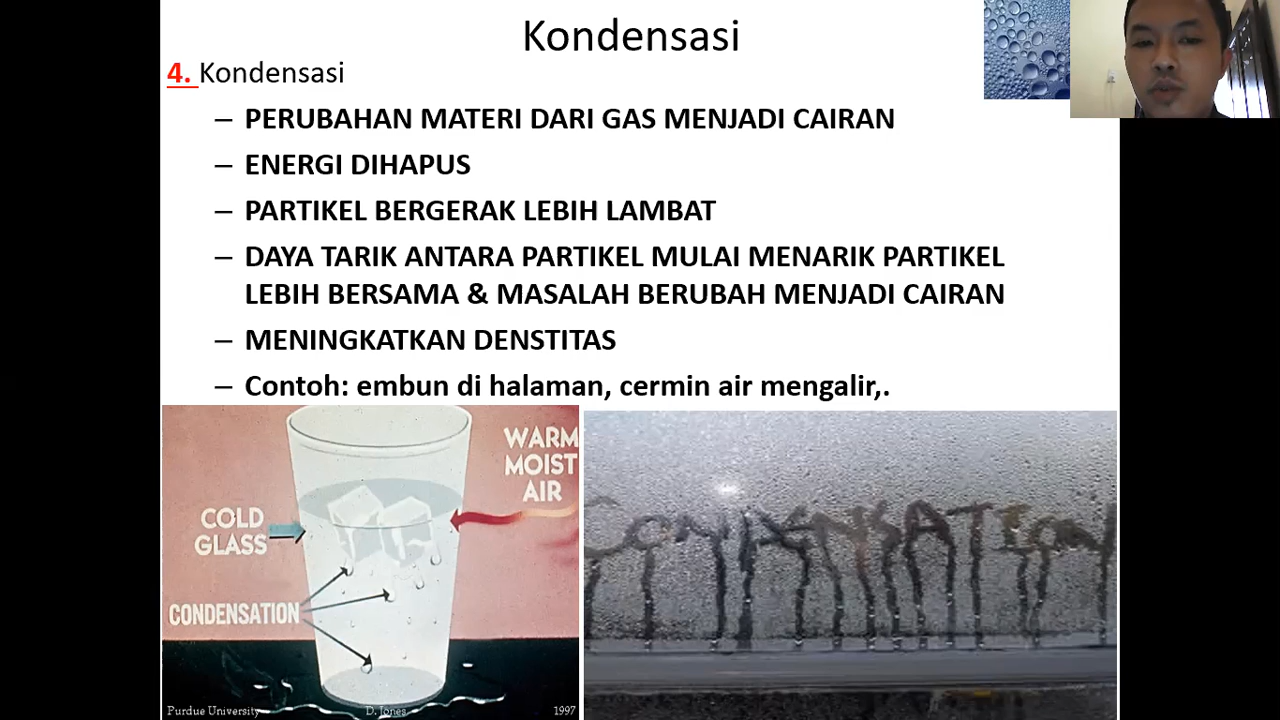 Kondensasi
4. Kondensasi
– PERUBAHAN MATERI DARI GAS MENJADI CAIRAN
– ENERGI DIHAPUS
– PARTIKEL BERGERAK LEBIH LAMBAT
– DAYA TARIK ANTARA PARTIKEL MULAI MENARIK PARTIKEL
LEBIH BERSAMA & MASALAH BERUBAH MENJADI CAIRAN
– MENINGKATKAN DENSTITAS
– Contoh: embun di halaman, cermin air mengalir,.
WARM
MOIST
AIR
COLD
GLASS
CONDENSATION
Purdue University
D. Jones
1997
CONDENSATION